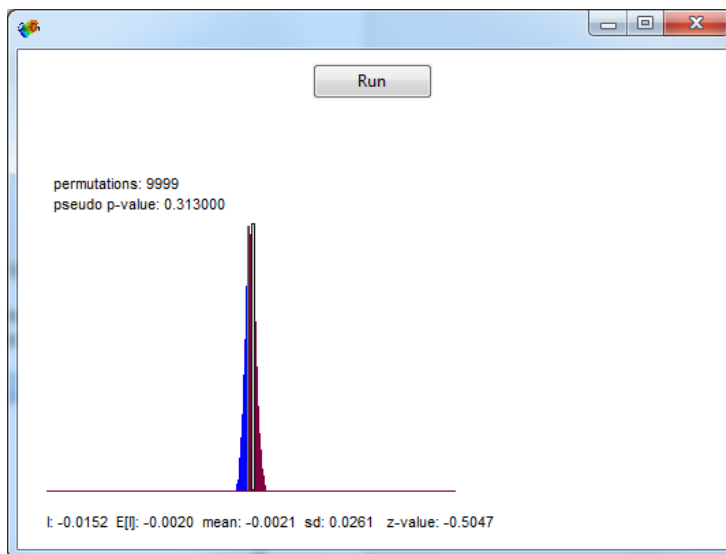 Run
permutations: 9999
pseudo p-value: 0.313000
I: -0.0152 E[I]: -0.0020 mean: -0.0021 sd: 0.0261 z-value: -0.5047